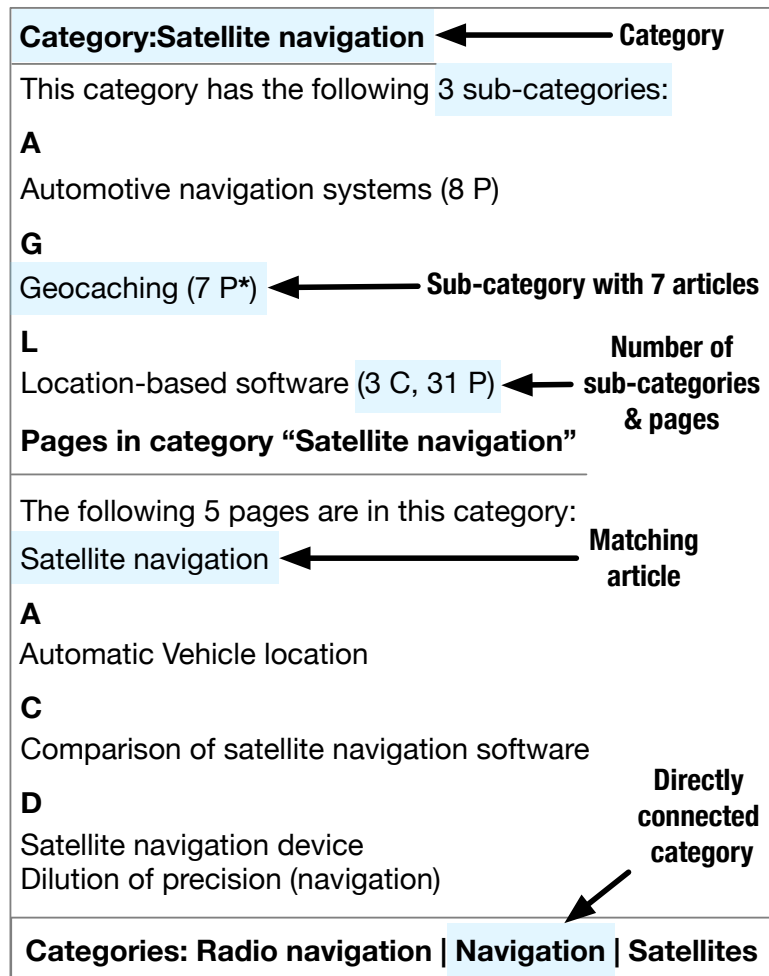 Category:Satellite navigation
Category
This category has the following 3 sub-categories:
A
Automotive navigation systems (8 P)
G
Geocaching (7 P*)
Sub-category with 7 articles
L
Location-based software (3 C, 31 P)
Number of
sub-categories
& pages
Pages in category “Satellite navigation”
The following 5 pages are in this category:
Satellite navigation
Matching
article
A
Automatic Vehicle location
C
Comparison of satellite navigation software
D
Satellite navigation device
Dilution of precision (navigation)
Directly
connected
category
Categories: Radio navigation | Navigation | Satellites